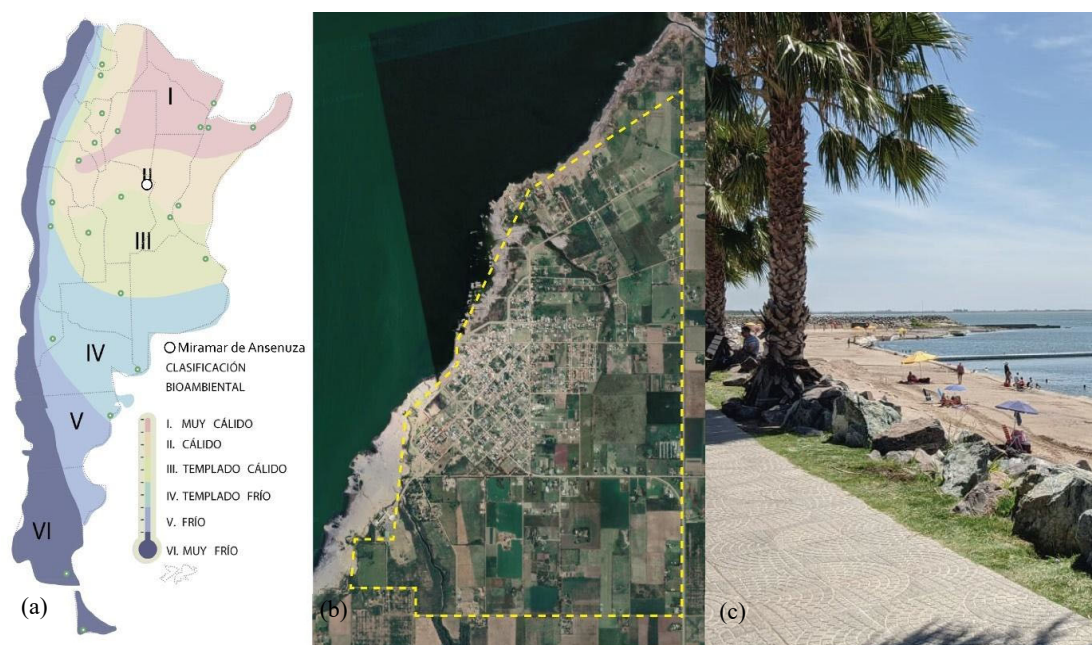 I
II
III
IV
Miramar de Ansenuza
CLASIFICACIÓN
BIOAMBIENTAL
V
I. MUY CÁLIDO
II. CÁLIDO
III. TEMPLADO CÁLIDO
IV. TEMPLADO FRÍO
V. FRÍO
VI. MUY FRÍO
VI
(a)
(b)
(c)